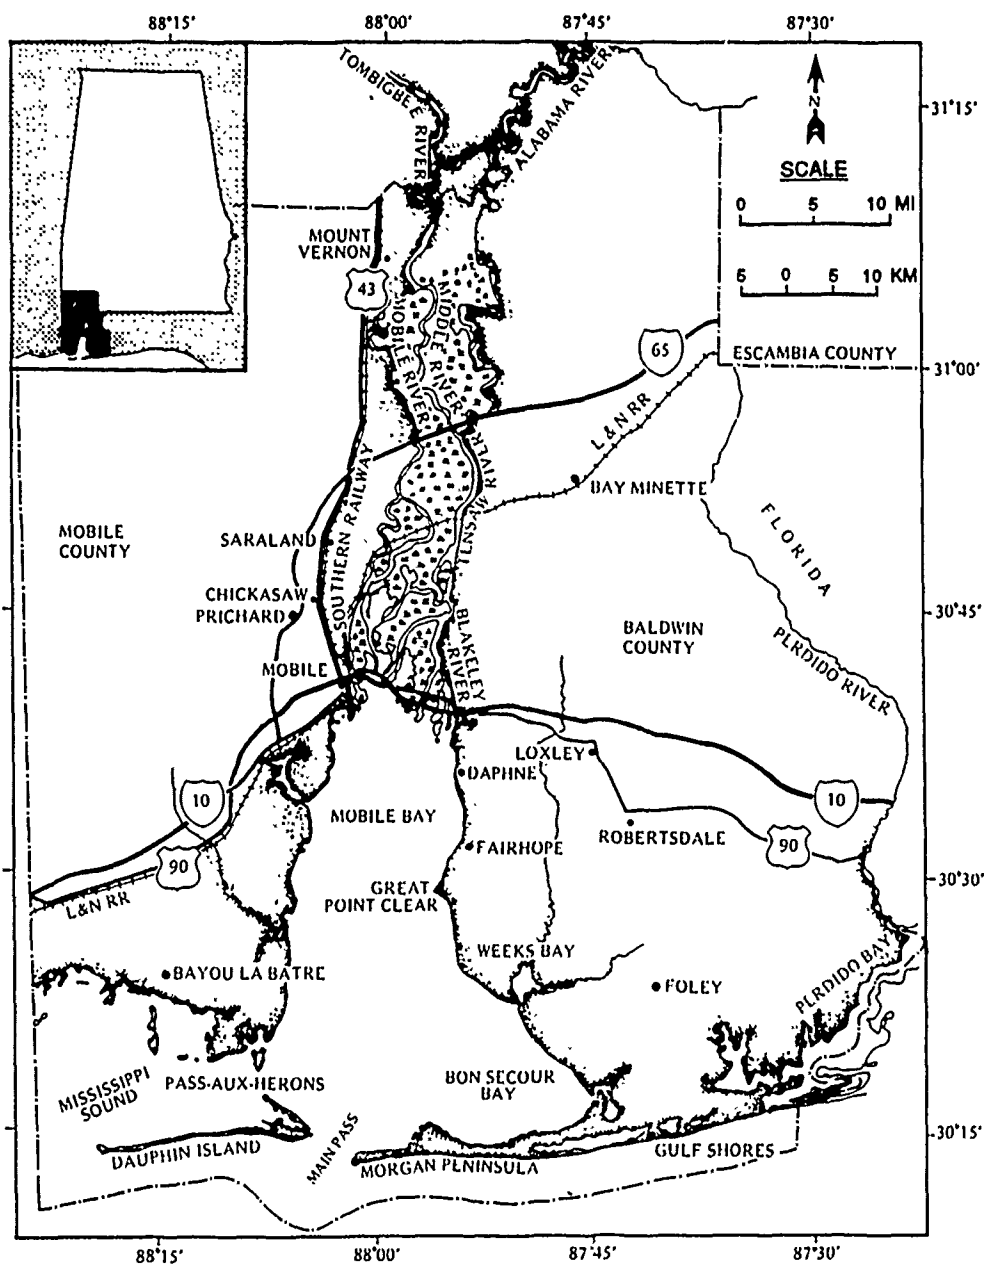 88°15'
88°00'
87°45'
87°30'
TOMBIGBE E RIVER
ALABAMA RIVER
31°15'
N
SCALE
0 5 10 MI
5 0 5 10 KM
MOUNT
VERNON
43
MOBILE RIVER
MIDDLE RIVER
65
ESCAMBIA COUNTY
31°00'
L&N RR
RIVER
BAY MINETTE
SOUTHERN RAILWAY
TENSAW
FLORIDA
MOBILE
COUNTY
SARALAND
CHICKASAW
PRICHARD
30°45'
BLAKELEY
RIVER
BALDWIN
COUNTY
PERDIDO RIVER
MOBILE
LOXLEY
DAPHNE
10
10
MOBILE BAY
ROBERTSDALE
90
FAIRHOPE
90
GREAT
POINT CLEAR
30°30'
L&N RR
WEEKS BAY
PERDIDO BAY
BAYOU LA BATRE
FOLEY
MISSISSIPPI
SOUND
PASS-AUX-HERONS
BON SECOUR
BAY
30°15'
DAUPHIN ISLAND
MAIN PASS
MORGAN PENINSULA
GULF SHORES
88°15'
88°00'
87°45'
87°30'